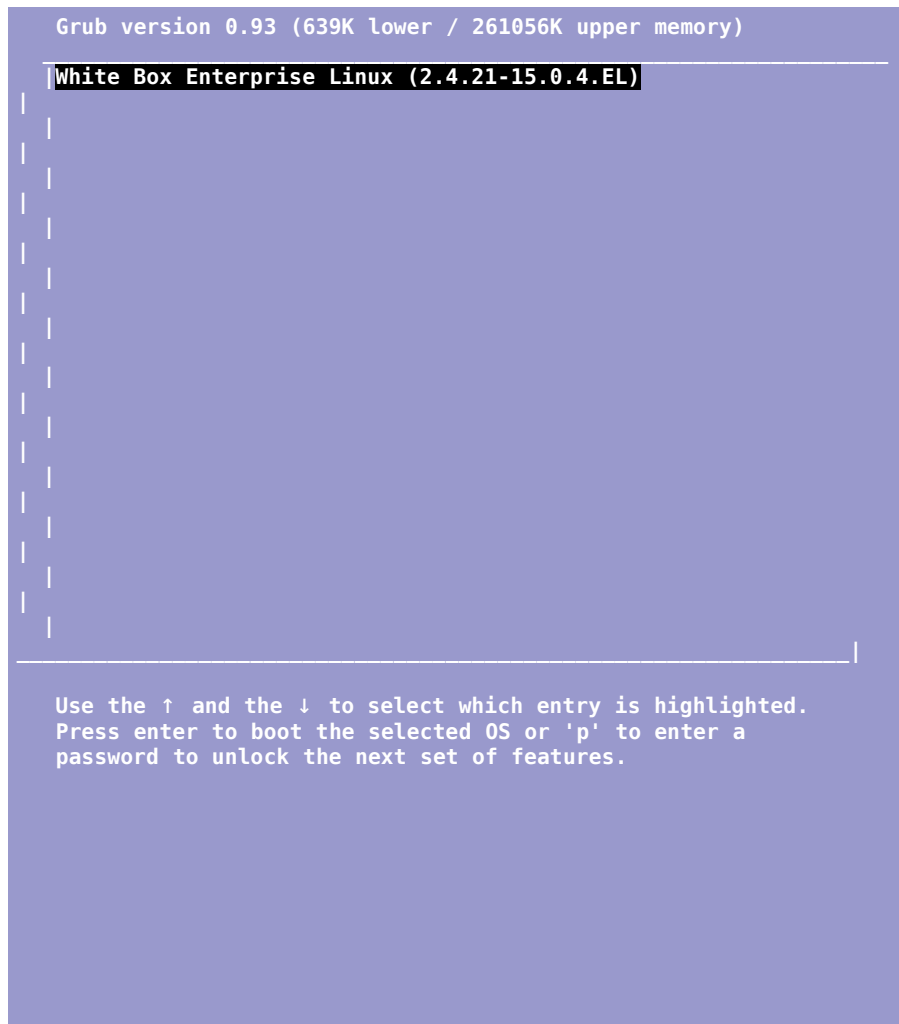 Grub version 0.93 (639K lower / 261056K upper memory)
White Box Enterprise Linux (2.4.21-15.0.4.EL)
Use the ↑ and the ↓ to select which entry is highlighted.
Press enter to boot the selected OS or 'p' to enter a
password to unlock the next set of features.